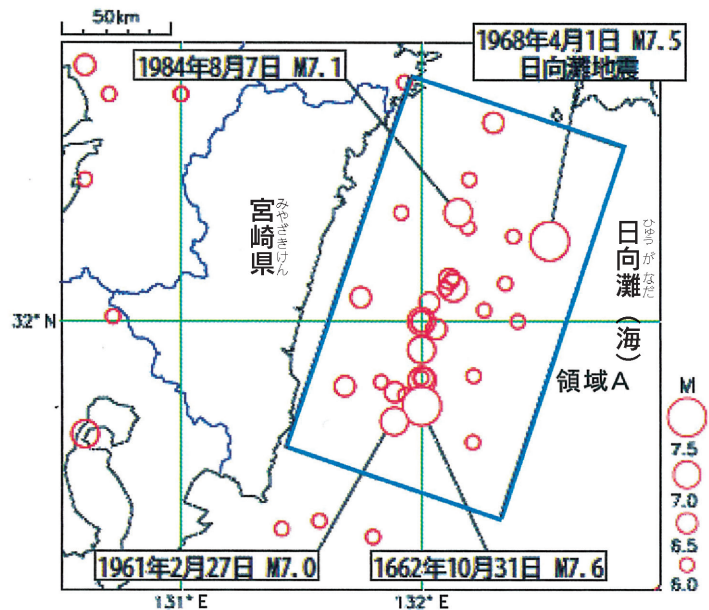 50km
1968年4月1日 M7.5
日向灘地震
1984年8月7日 M7.1
みやざきけん
宮崎県
ひゅうがなだ
日向灘（海）
32°N
領域A
M
7.5
7.0
6.5
6.0
1961年2月27日 M7.0
1662年10月31日 M7.6
131°E
132°E